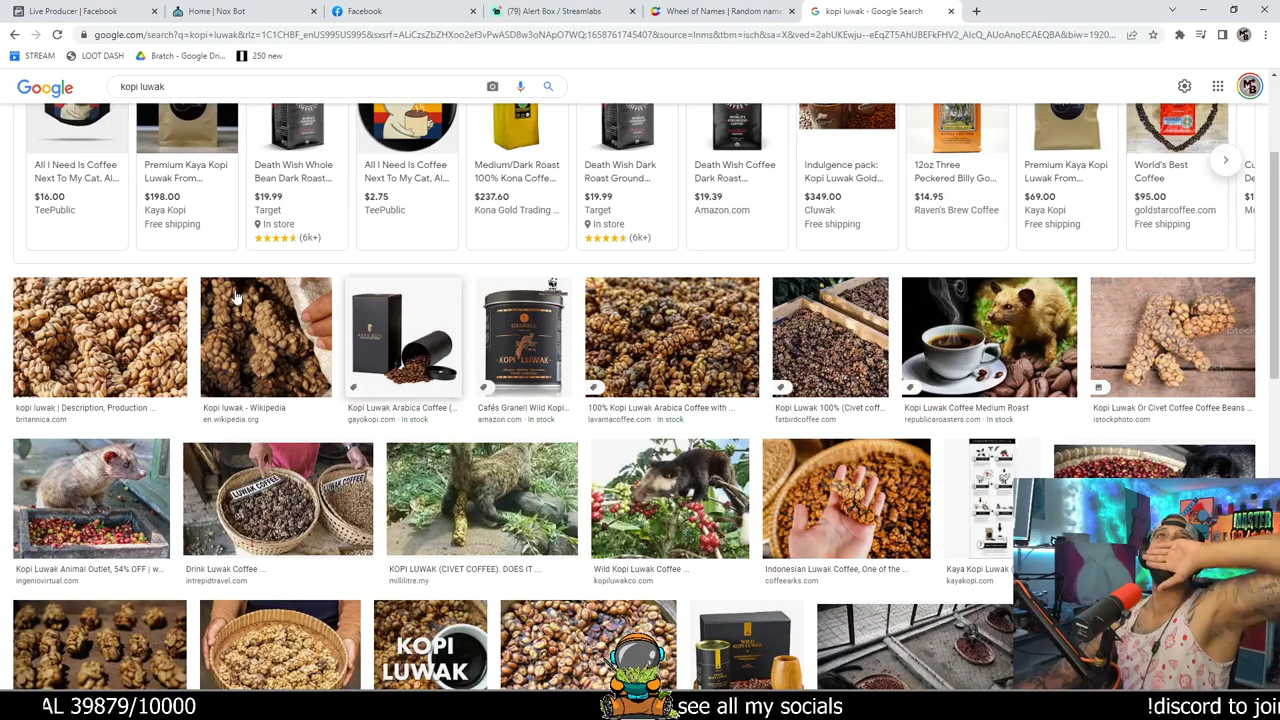 Live Producer | Facebook
Home | Nox Bot
Facebook
(79) Alert Box / Streamlabs
Wheel of Names | Random name
kopi luwak - Google Search
STREAM
LOOT DASH
Bratch - Google Dri...
250 new
Google
kopi luwak
All I Need Is Coffee
Next To My Cat, Al...
$16.00
TeePublic
Premium Kaya Kopi
Luwak From...
$198.00
Kaya Kopi
Free shipping
Death Wish Whole
Bean Dark Roast...
$19.99
Target
In store
(6k+)
All I Need Is Coffee
Next To My Cat, Al...
$2.75
TeePublic
Medium/Dark Roast
100% Kona Coffe...
$237.60
Kona Gold Trading ...
Death Wish Dark
Roast Ground...
$19.99
Target
In store
(6k+)
Death Wish Coffee
Dark Roast...
$19.39
Amazon.com
Indulgence pack:
Kopi Luwak Gold...
$349.00
Cluwak
Free shipping
12oz Three
Peckered Billy Go...
$14.95
Raven's Brew Coffee
Premium Kaya Kopi
Luwak From...
$69.00
Kaya Kopi
Free shipping
World's Best
Coffee
$95.00
goldstarcoffee.com
Free shipping
GRANELL
KOPI LUWAK
kopi luwak | Description, Production ...
britannica.com
Kopi luwak - Wikipedia
en.wikipedia.org
Kopi Luwak Arabica Coffee (...
gayokopi.com · In stock
Cafés Granell Wild Kopi...
amazon.com · In stock
100% Kopi Luwak Arabica Coffee with ...
lavantacoffee.com · In stock
Kopi Luwak 100% (Civet coff...
fatbirdcoffee.com · In stock
Kopi Luwak Coffee Medium Roast
republicaroasters.com · In stock
Kopi Luwak Or Civet Coffee Coffee Beans ...
istockphoto.com
LUWAK COFFEE
LUWAK COFFEE
Kopi Luwak Animal Outlet, 54% OFF | w...
ingeniovirtual.com
Drink Luwak Coffee ...
intrepidtravel.com
KOPI LUWAK (CIVET COFFEE). DOES IT ...
millilitre.my
Wild Kopi Luwak Coffee ...
kopiluwakco.com
Indonesian Luwak Coffee, One of the ...
coffeearks.com
Kaya Kopi Luwak (
kayakopi.com
MASTER
KOPI
LUWAK
AL 39879/10000
see all my socials
!discord to joi